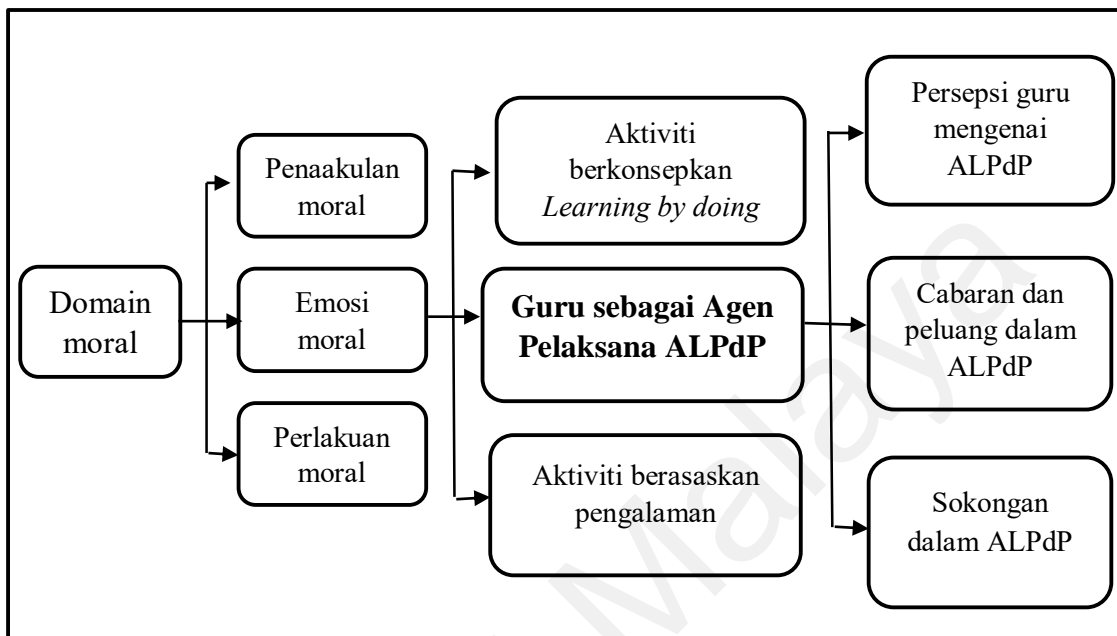 Domain
moral
Penaakulan
moral
Emosi
moral
Perlakuan
moral
Aktiviti
berkonsepkan
Learning by doing
Guru sebagai Agen
Pelaksana ALPdP
Aktiviti berasaskan
pengalaman
Persepsi guru
mengenai
ALPdP
Cabaran dan
peluang dalam
ALPdP
Sokongan
dalam ALPdP
Malaya